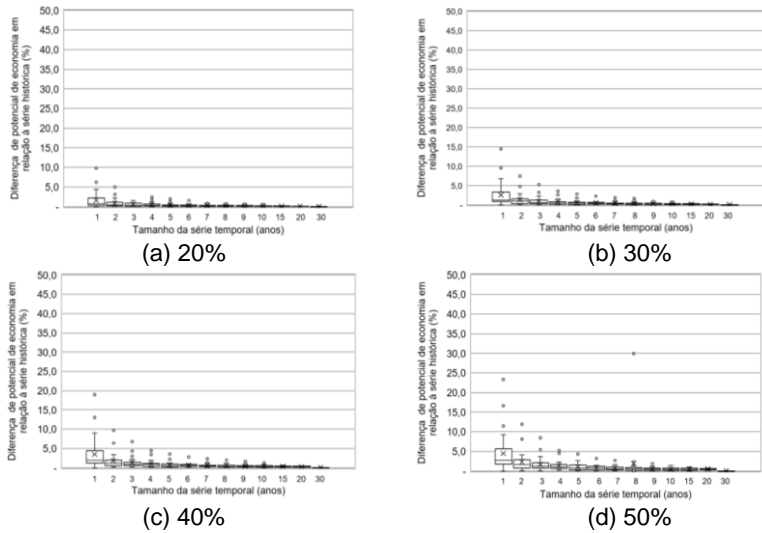 Diferença de potencial de economia em
relação à série histórica (%)
50,0
45,0
40,0
35,0
30,0
25,0
20,0
15,0
10,0
5,0
-
1 2 3 4 5 6 7 8 9 10 15 20 30
Tamanho da série temporal (anos)
(a) 20%
Diferença de potencial de economia em
relação à série histórica (%)
50,0
45,0
40,0
35,0
30,0
25,0
20,0
15,0
10,0
5,0
-
1 2 3 4 5 6 7 8 9 10 15 20 30
Tamanho da série temporal (anos)
(b) 30%
Diferença de potencial de economia em
relação à série histórica (%)
50,0
45,0
40,0
35,0
30,0
25,0
20,0
15,0
10,0
5,0
-
1 2 3 4 5 6 7 8 9 10 15 20 30
Tamanho da série temporal (anos)
(c) 40%
Diferença de potencial de economia em
relação à série histórica (%)
50,0
45,0
40,0
35,0
30,0
25,0
20,0
15,0
10,0
5,0
-
1 2 3 4 5 6 7 8 9 10 15 20 30
Tamanho da série temporal (anos)
(d) 50%